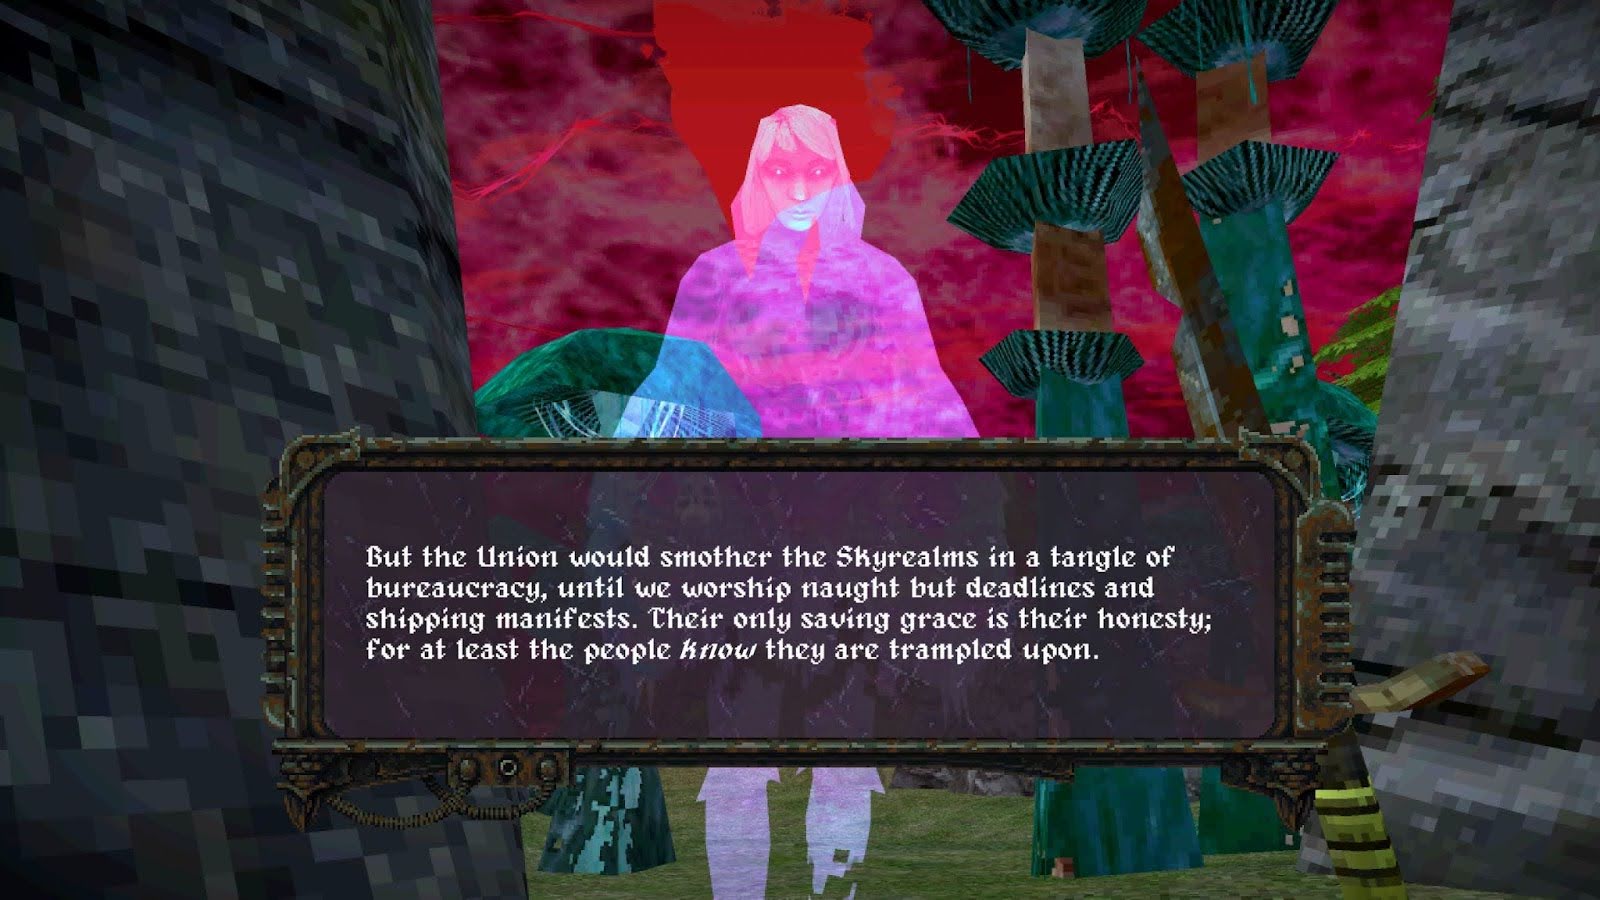 But the Union would smother the Skyrealms in a tangle of
bureaucracy, until we worship naught but deadlines and
shipping manifests. Their only saving grace is their honesty;
for at least the people know they are trampled upon.